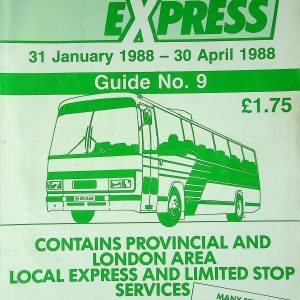 EXPRESS
31 January 1988 – 30 April 1988
Guide No. 9
£1.75
CONTAINS PROVINCIAL AND
LONDON AREA
LOCAL EXPRESS AND LIMITED STOP
SERVICES